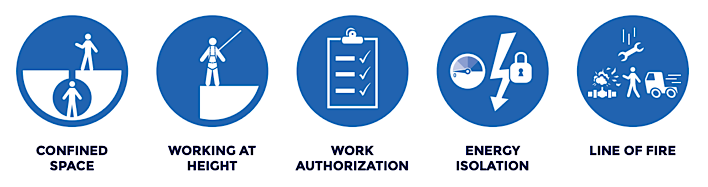 CONFINED
SPACE
WORKING AT
HEIGHT
WORK
AUTHORIZATION
ENERGY
ISOLATION
LINE OF FIRE